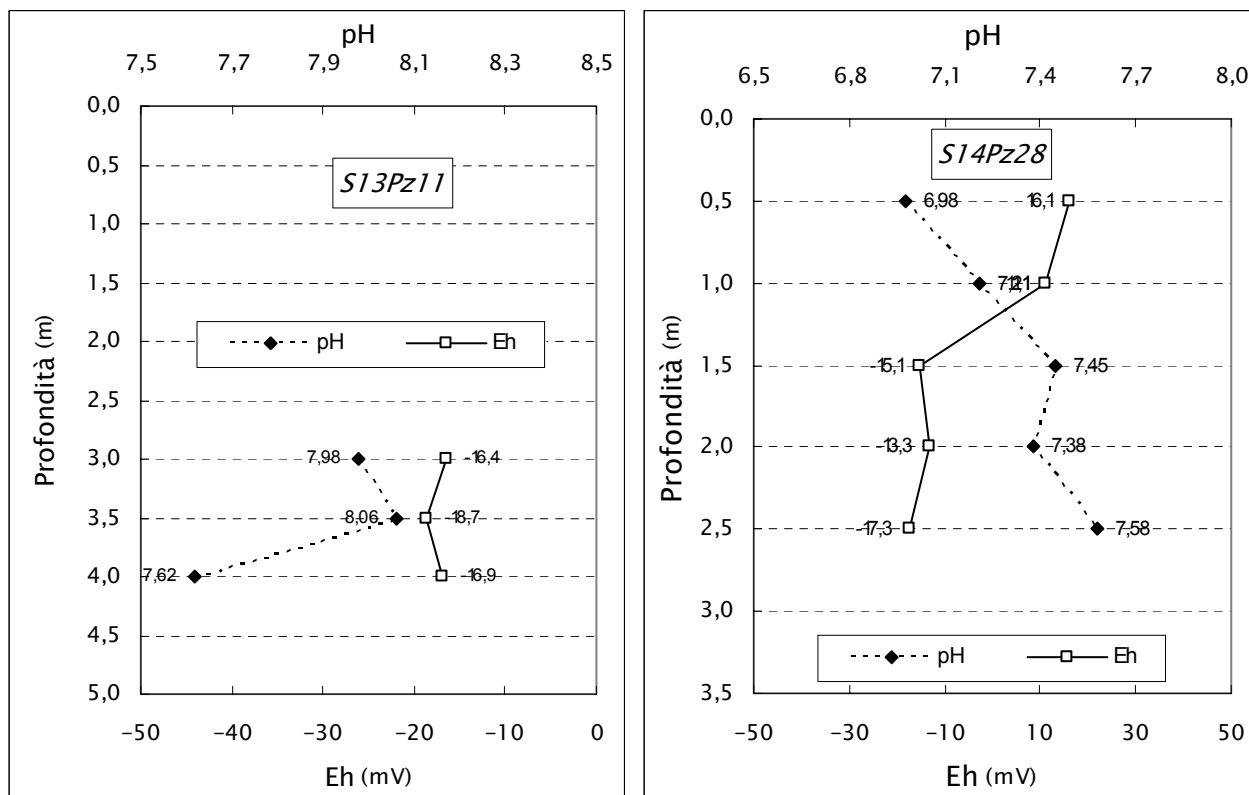 pH
7,5 7,7 7,9 8,1 8,3 8,5
0,0
0,5
S13Pz11
1,0
1,5
2,0
pH Eh
2,5
3,0
7,98 -16,4
3,5
8,06 -18,7
4,0
7,62 -16,9
4,5
5,0
Profondità (m)
-50 -40 -30 -20 -10 0
Eh (mV)
pH
6,5 6,8 7,1 7,4 7,7 8,0
0,0
S14Pz28
0,5
6,98 16,1
1,0
1,5
-15,1 7,45
2,0
-13,3 7,38
2,5
-17,3 7,58
3,0
pH Eh
3,5
Profondità (m)
-50 -30 -10 10 30 50
Eh (mV)